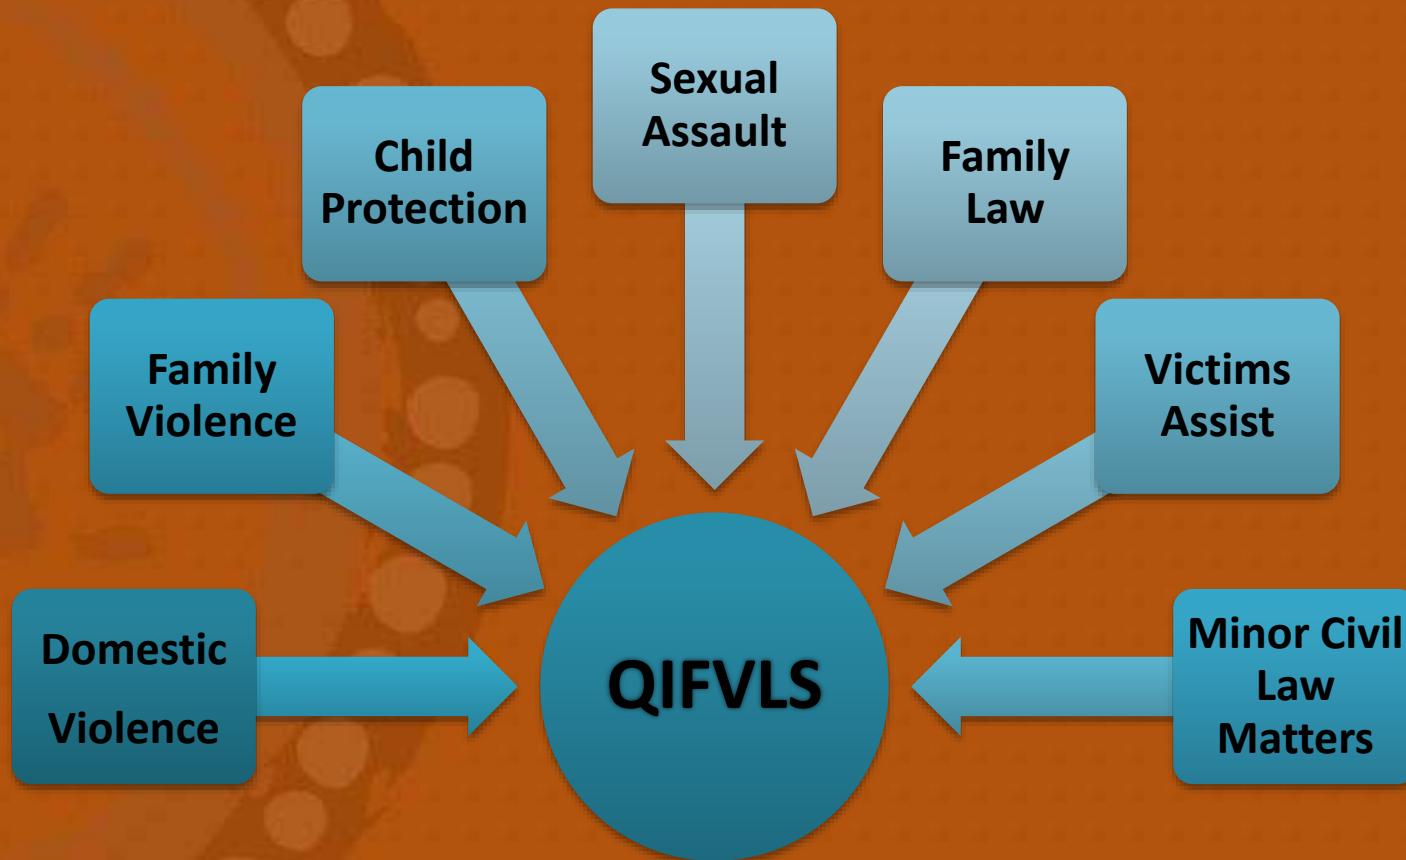 Sexual
Assault
Child
Protection
Family
Law
Family
Violence
Victims
Assist
Domestic
Violence
QIFVLS
Minor Civil
Law
Matters